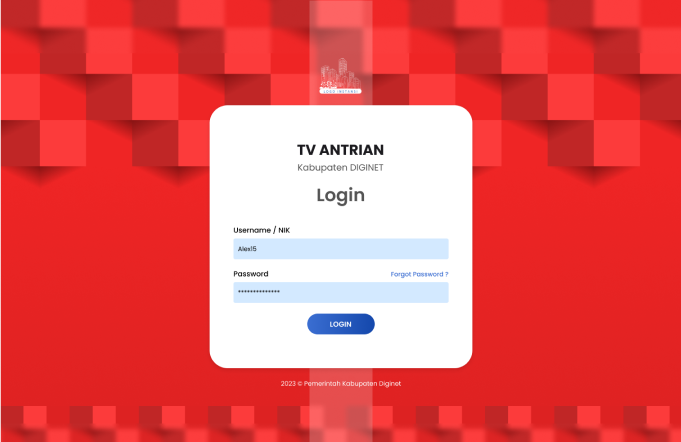 TV ANTRIAN
Kabupaten DIGINET
Login
Username / NIK
Alex15
Password
Forgot Password ?
**************
LOGIN
2023 © Pemerintah Kabupaten Diginet